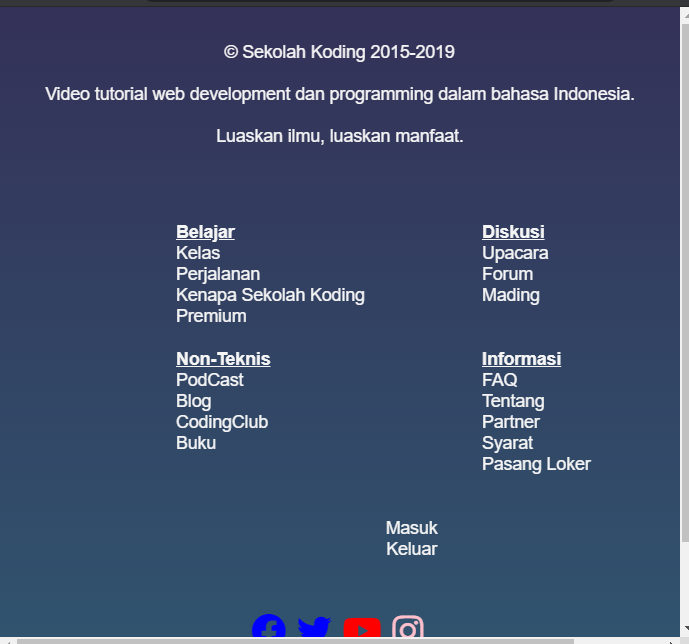 © Sekolah Koding 2015-2019
Video tutorial web development dan programming dalam bahasa Indonesia.
Luaskan ilmu, luaskan manfaat.
Belajar
Kelas
Perjalanan
Kenapa Sekolah Koding
Premium
Diskusi
Upacara
Forum
Mading
Non-Teknis
PodCast
Blog
CodingClub
Buku
Informasi
FAQ
Tentang
Partner
Syarat
Pasang Loker
Masuk
Keluar